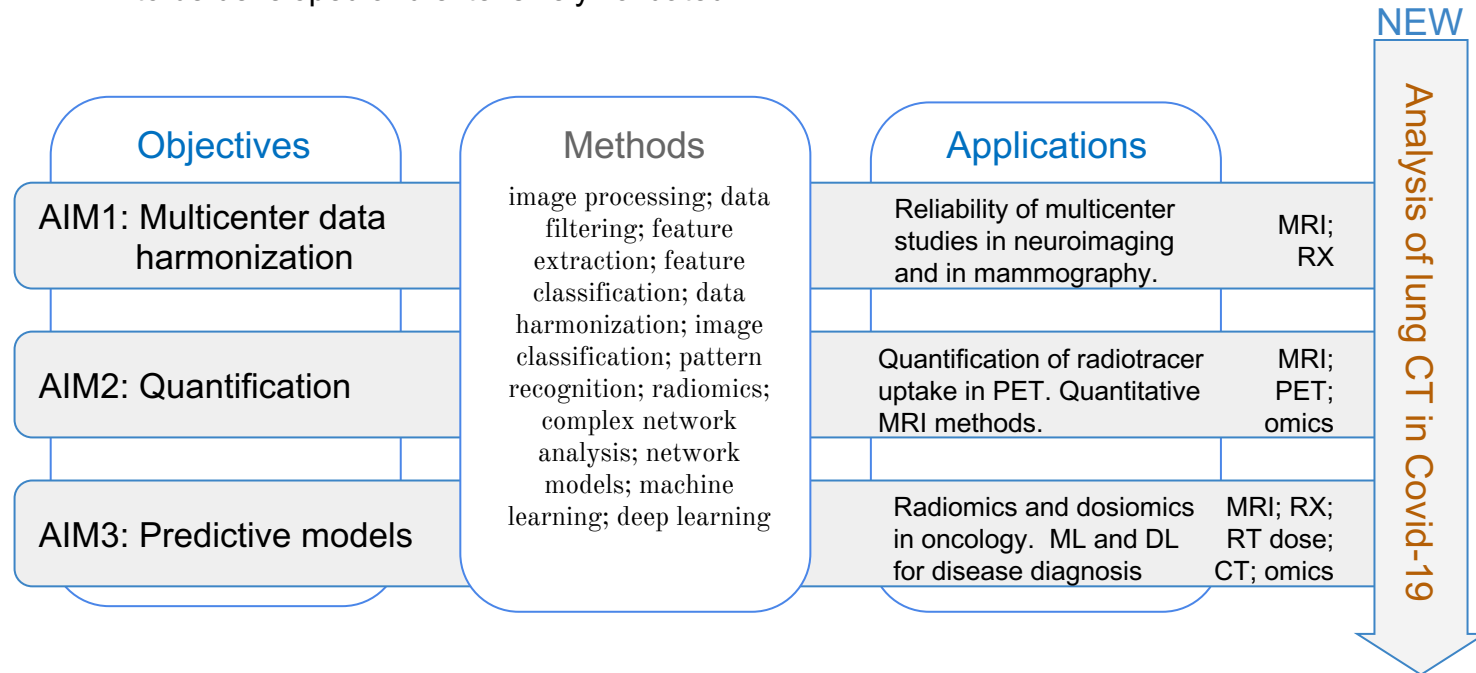 NEW
Objectives
Methods
Applications
AIM1: Multicenter data
harmonization
AIM2: Quantification
AIM3: Predictive models
image processing; data
filtering; feature
extraction; feature
classification; data
harmonization; image
classification; pattern
recognition; radiomics;
complex network
analysis; network
models; machine
learning; deep learning
Reliability of multicenter
studies in neuroimaging
and in mammography.
MRI;
RX
Quantification of radiotracer
uptake in PET. Quantitative
MRI methods.
MRI;
PET;
omics
Radiomics and dosiomics
in oncology. ML and DL
for disease diagnosis
MRI; RX;
RT dose;
CT; omics
Analysis of lung CT in Covid-19